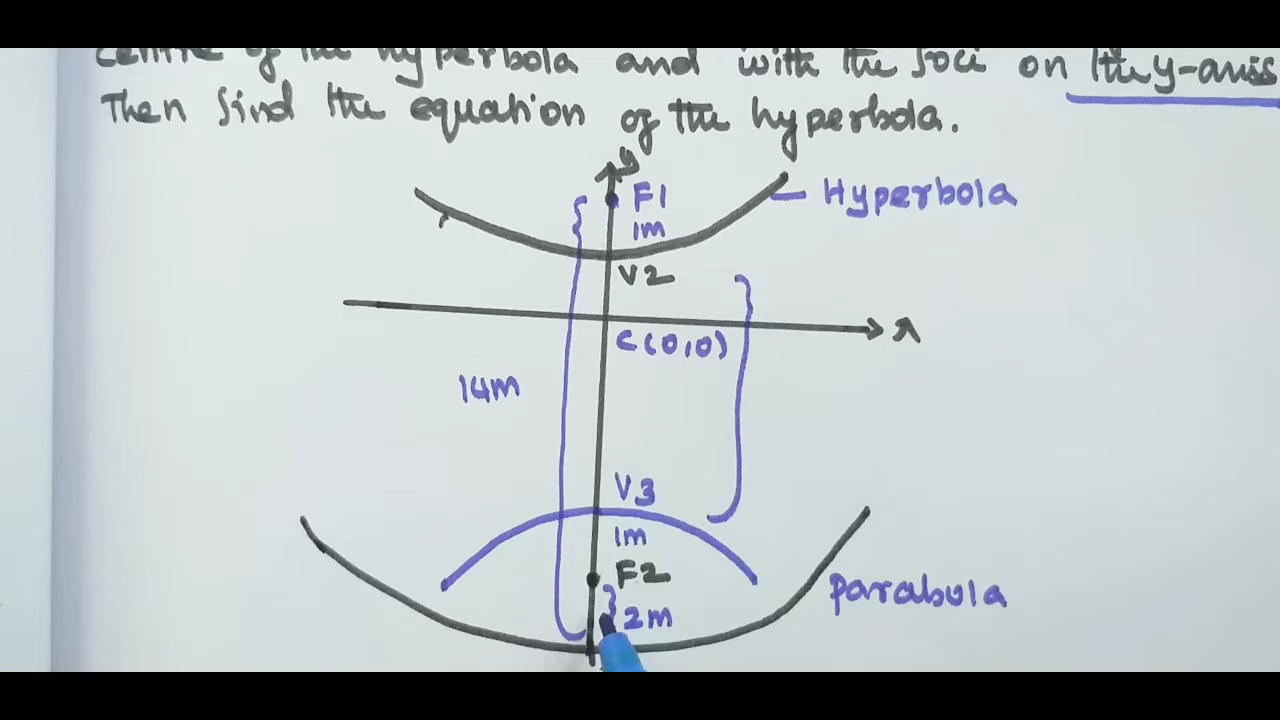 centre of the hyperbola and with the foci on the y-axis
Then find the equation of the hyperbola.
y
F1
Hyperbola
1m
V2
x
C(0,0)
14m
V3
1m
F2
Parabola
2m